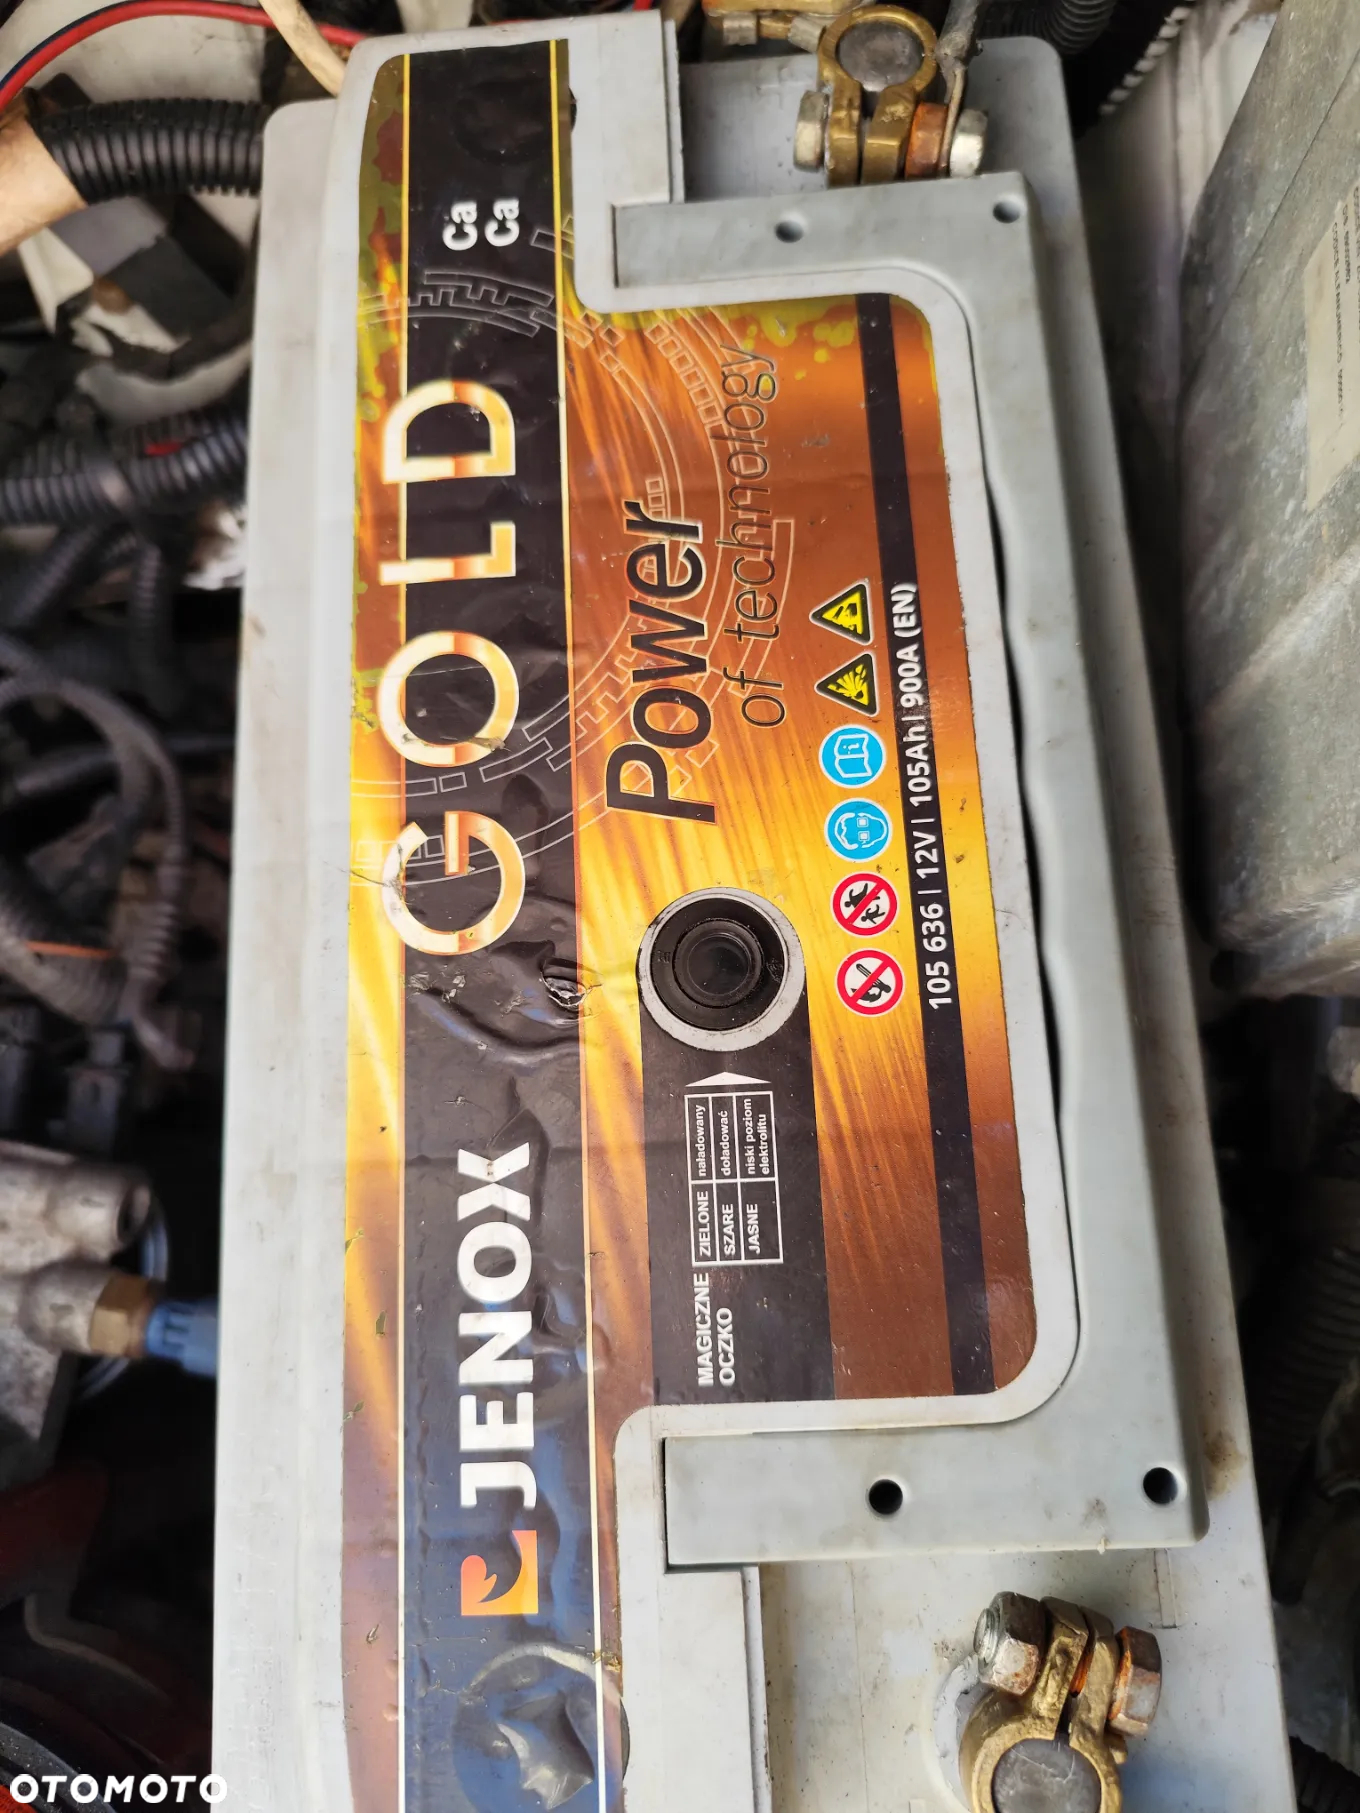 JENOX GOLD
Ca
Ca
Power
of technology
MAGICZNE
OCZKO
ZIELONE naładowany
SZARE doładować
JASNE niski poziom
elektrolitu
105 636 | 12V | 105Ah | 900A (EN)
OTOMOTO